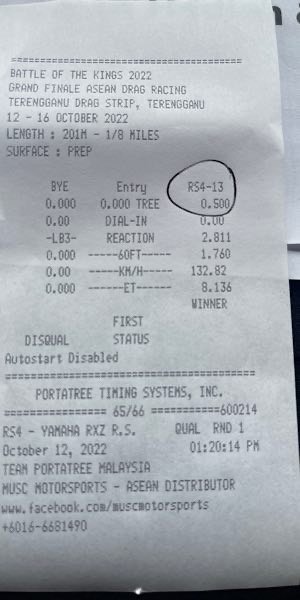 ==========================================
BATTLE OF THE KINGS 2022
GRAND FINALE ASEAN DRAG RACING
TERENGGANU DRAG STRIP, TERENGGANU
12 - 16 OCTOBER 2022
LENGTH : 201M - 1/8 MILES
SURFACE : PREP
BYE Entry RS4-13
0.000 0.000 TREE 0.500
0.00 DIAL-IN 0.00
-LB3- REACTION 2.811
0.000 -----60FT----- 1.760
0.00 -----KM/H----- 132.82
0.000 ------ET------ 8.136
WINNER
FIRST
DISQUAL STATUS
Autostart Disabled
==========================================
PORTATREE TIMING SYSTEMS, INC.
================ 65/66 ===========600214
RS4 - YAMAHA RXZ R.S. QUAL RND 1
October 12, 2022 01:20:14 PM
TEAM PORTATREE MALAYSIA
MUSC MOTORSPORTS - ASEAN DISTRIBUTOR
www.facebook.com/muscmotorsports
+6016-6681490